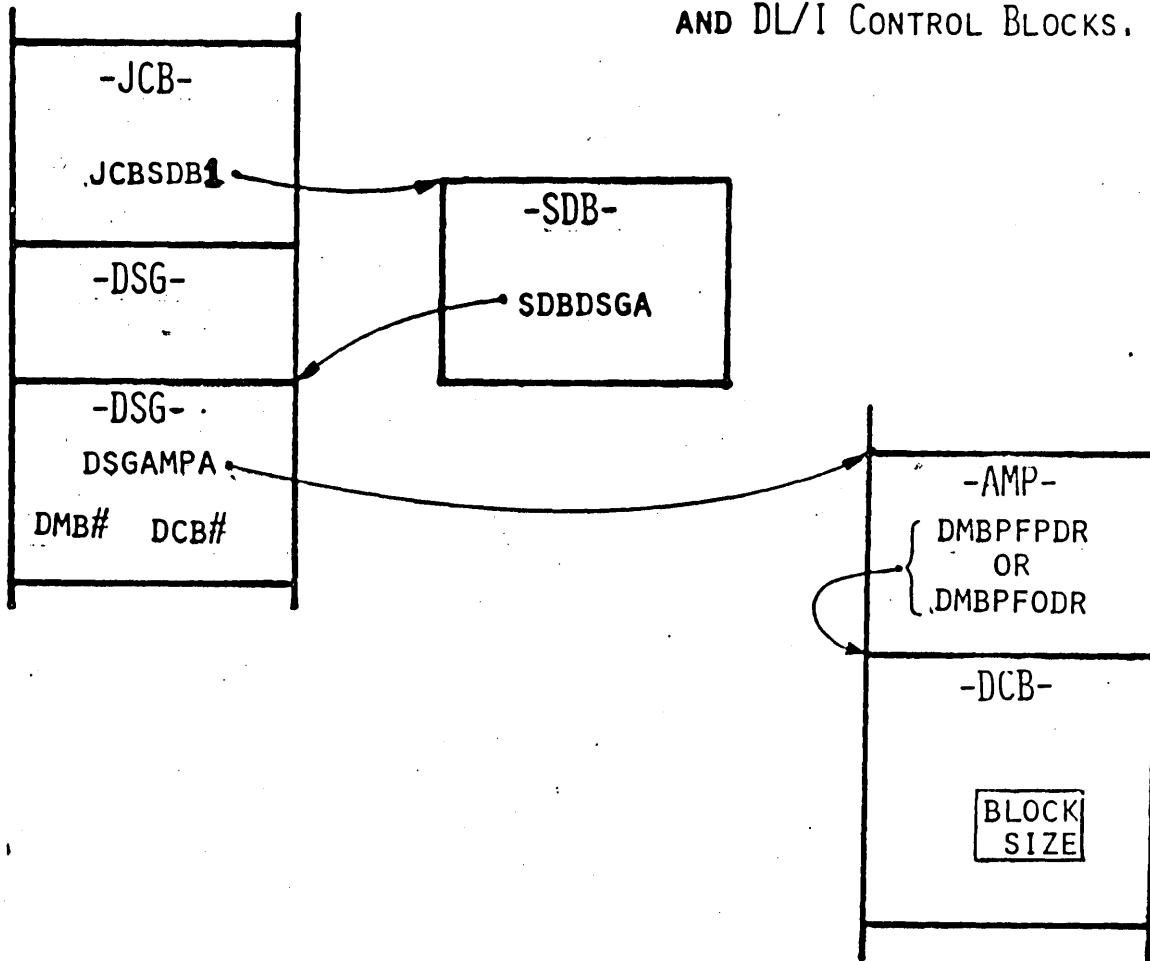 AND DL/I CONTROL BLOCKS.
-JCB-
JCBSDB1
-DSG-
-SDB-
SDBDSGA
-DSG-
DSGAMPA
DMB# DCB#
-AMP-
DMBPFPDR
OR
DMBPFODR
-DCB-
BLOCK
SIZE